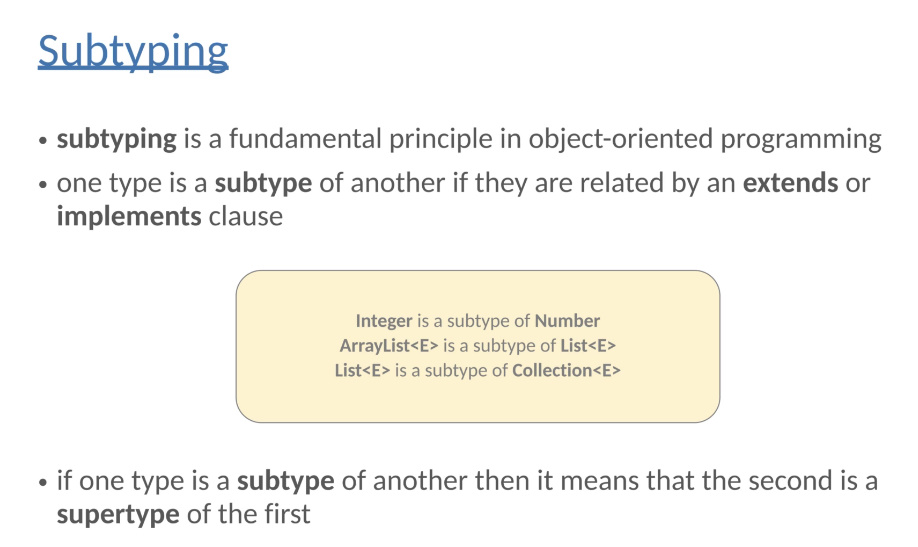 Subtyping
• subtyping is a fundamental principle in object-oriented programming
• one type is a subtype of another if they are related by an extends or
implements clause
Integer is a subtype of Number
ArrayList<E> is a subtype of List<E>
List<E> is a subtype of Collection<E>
• if one type is a subtype of another then it means that the second is a
supertype of the first